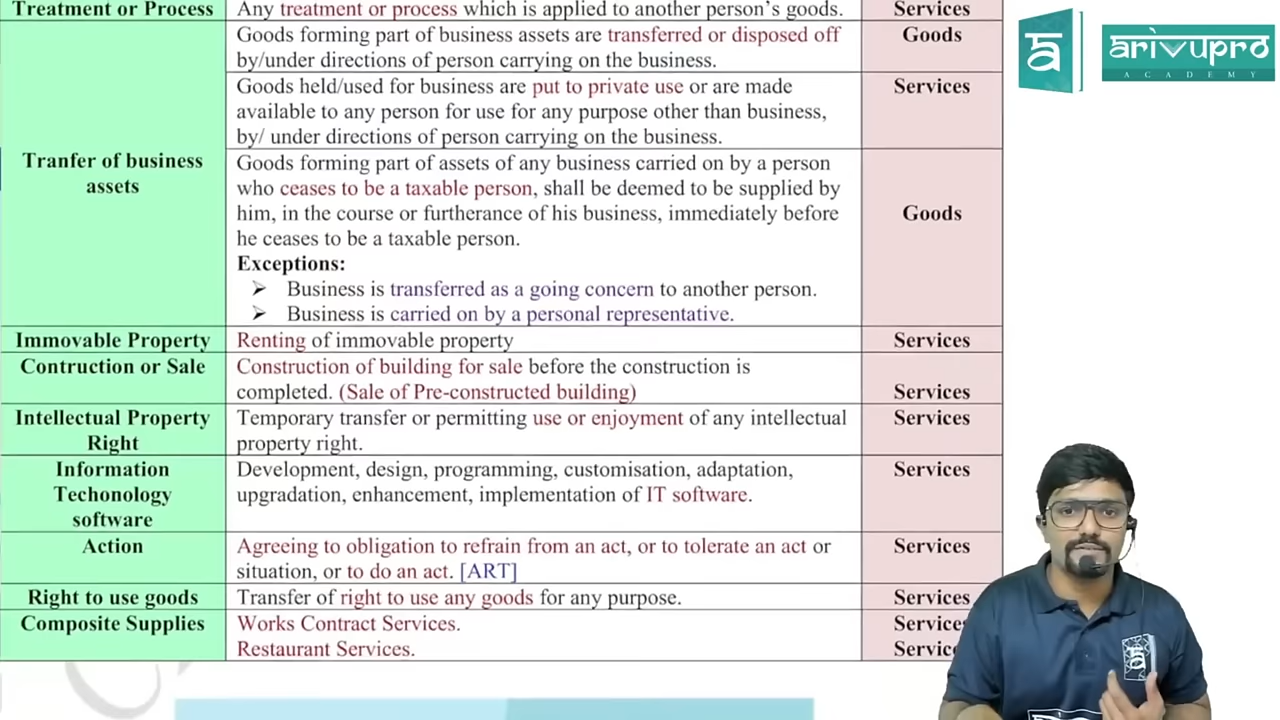 Treatment or Process Any treatment or process which is applied to another person's goods. Services
Goods forming part of business assets are transferred or disposed off Goods
by/under directions of person carrying on the business.
Goods held/used for business are put to private use or are made Services
available to any person for use for any purpose other than business,
by/ under directions of person carrying on the business.
Tranfer of business
assets
Goods forming part of assets of any business carried on by a person
who ceases to be a taxable person, shall be deemed to be supplied by
him, in the course or furtherance of his business, immediately before Goods
he ceases to be a taxable person.
Exceptions:
➢ Business is transferred as a going concern to another person.
➢ Business is carried on by a personal representative.
Immovable Property Renting of immovable property Services
Contruction or Sale Construction of building for sale before the construction is
completed. (Sale of Pre-constructed building) Services
Intellectual Property Temporary transfer or permitting use or enjoyment of any intellectual Services
Right property right.
Information Development, design, programming, customisation, adaptation, Services
Techonology upgradation, enhancement, implementation of IT software.
software
Action Agreeing to obligation to refrain from an act, or to tolerate an act or Services
situation, or to do an act. [ART]
Right to use goods Transfer of right to use any goods for any purpose. Services
Composite Supplies Works Contract Services. Services
Restaurant Services. Servic
arivupro
ACADEMY